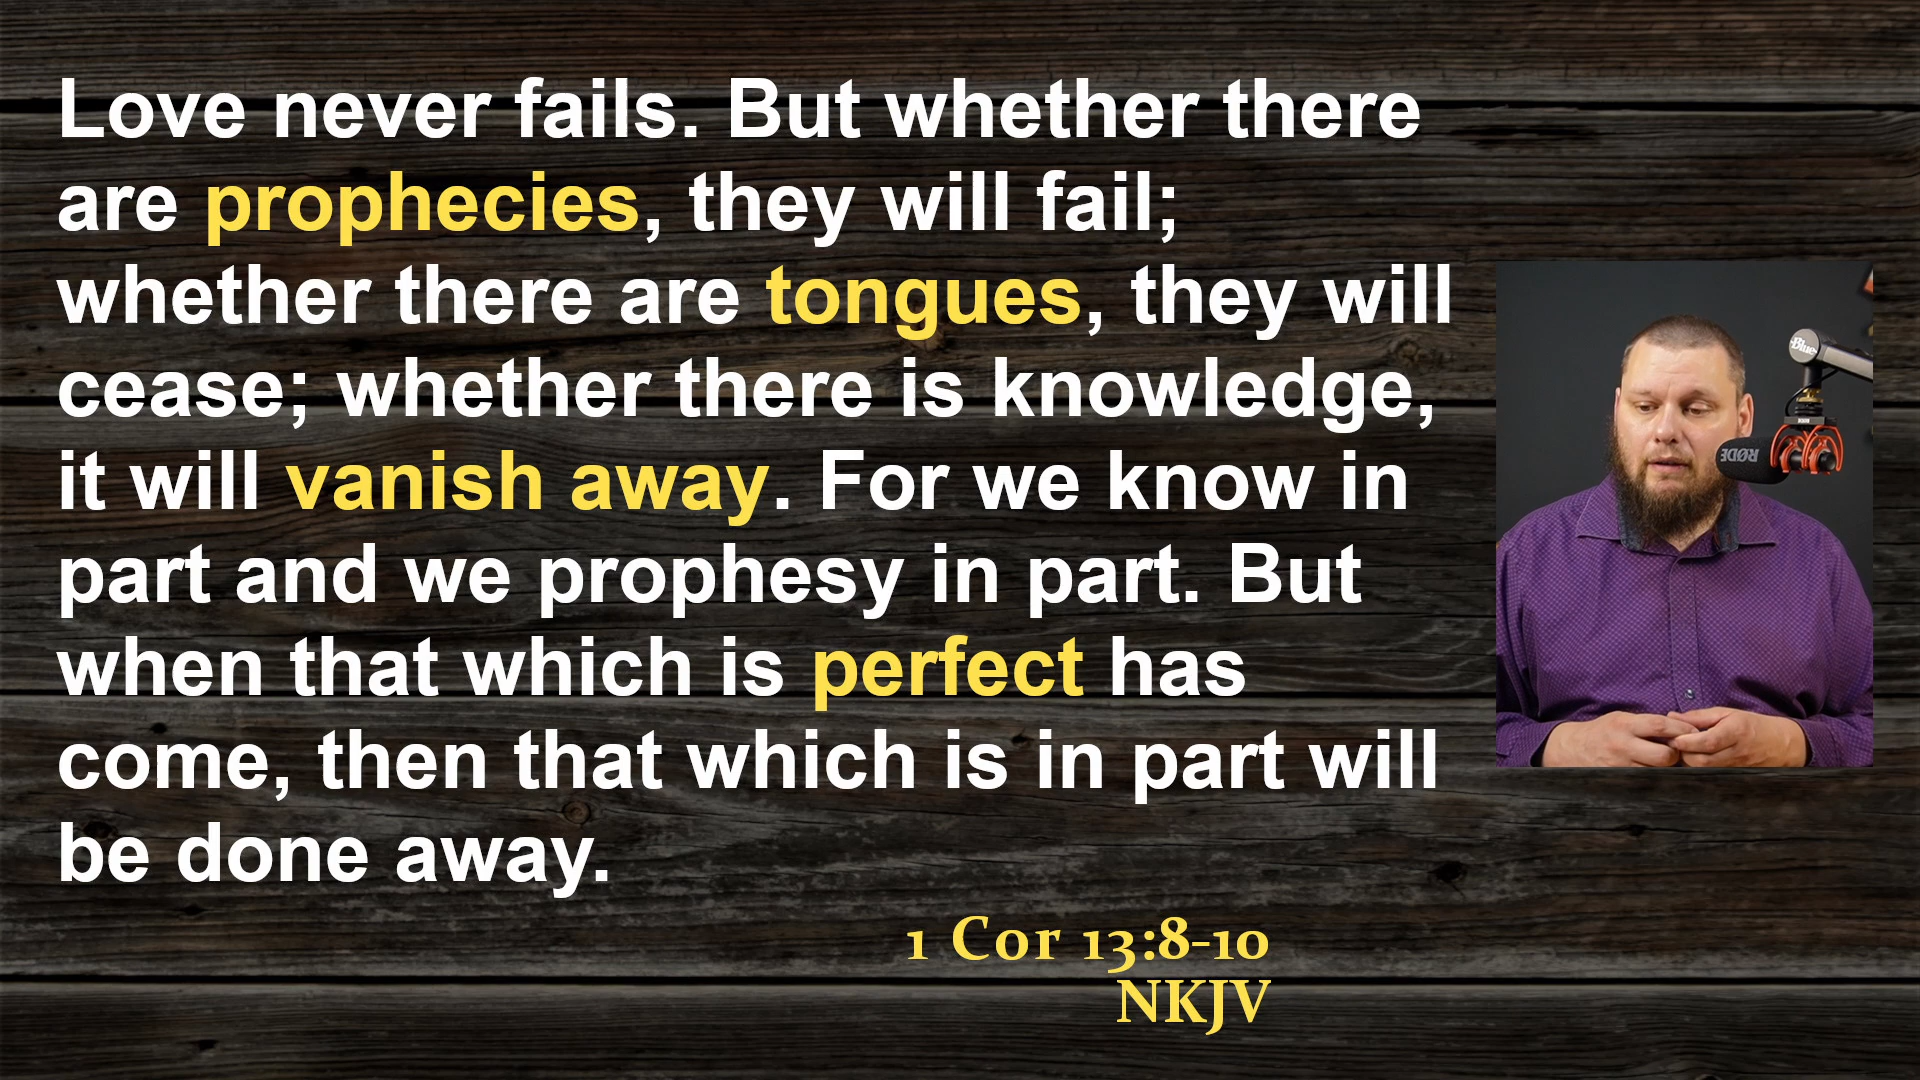 Love never fails. But whether there
are prophecies, they will fail;
whether there are tongues, they will
cease; whether there is knowledge,
it will vanish away. For we know in
part and we prophesy in part. But
when that which is perfect has
come, then that which is in part will
be done away.
1 Cor 13:8-10
NKJV
Blue
RØDE